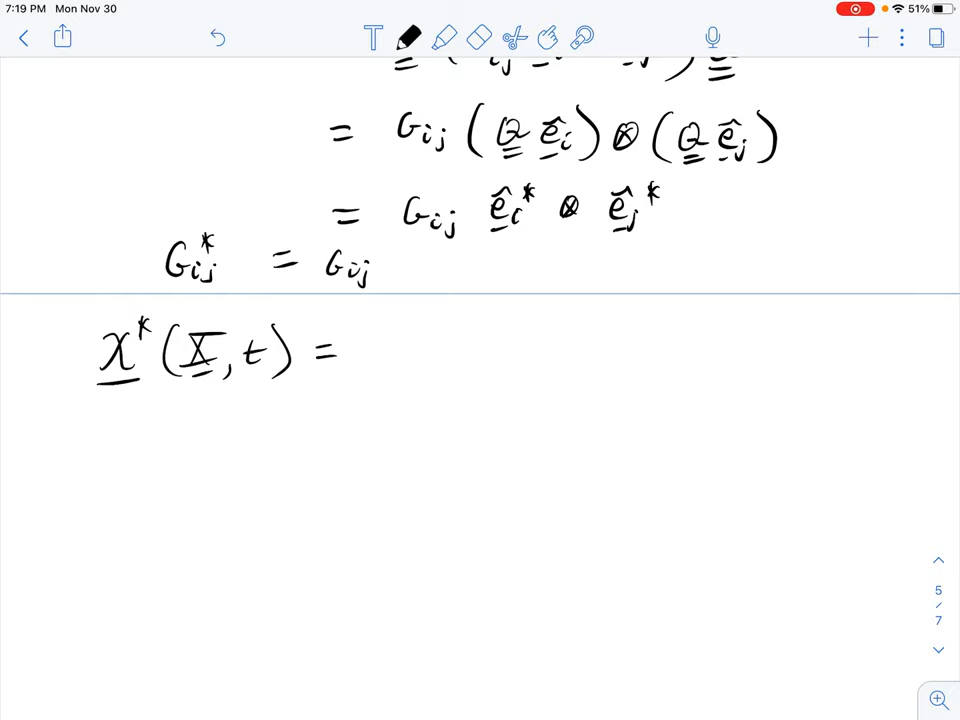 7:19 PM Mon Nov 30 51%
T
= G_ij (Q ê_i) ⊗ (Q ê_j)
= G_ij ê_i* ⊗ ê_j*
G_ij* = G_ij
χ*(X, t) =
5
/
7